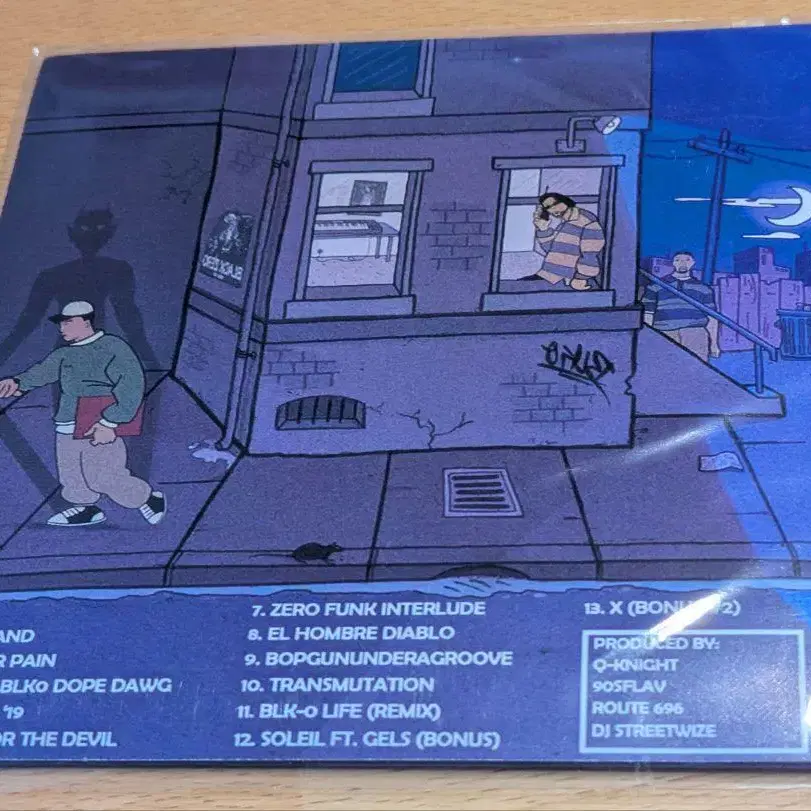 AND
R PAIN
BLKO DOPE DAWG
'19
OR THE DEVIL
7. ZERO FUNK INTERLUDE
8. EL HOMBRE DIABLO
9. BOPGUNUNDERAGROOVE
10. TRANSMUTATION
11. BLK-O LIFE (REMIX)
12. SOLEIL FT. GELS (BONUS)
13. X (BONUS #2)
PRODUCED BY:
Q-KNIGHT
90SFLAV
ROUTE 696
DJ STREETWIZE